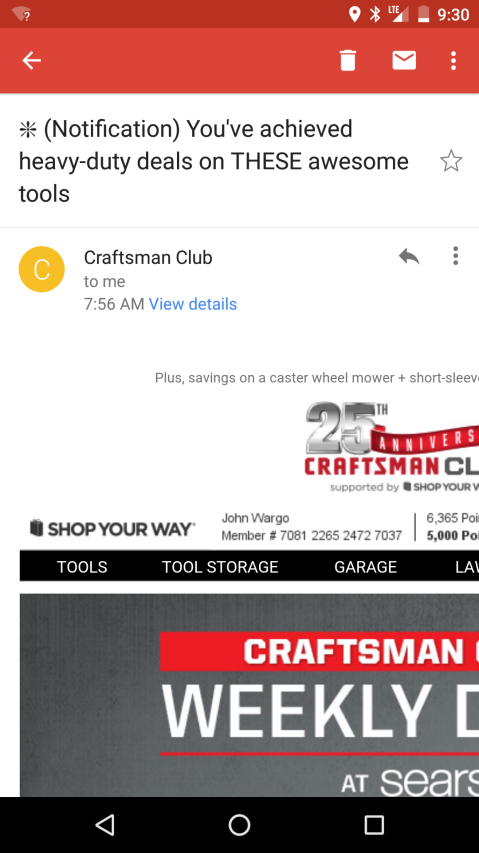 LTE 9:30
❊ (Notification) You've achieved
heavy-duty deals on THESE awesome
tools
C
Craftsman Club
to me
7:56 AM View details
Plus, savings on a caster wheel mower + short-sleev
25TH
ANNIVERS
CRAFTSMAN CL
supported by SHOP YOUR W
SHOP YOUR WAY
John Wargo
Member # 7081 2265 2472 7037
6,365 Poi
5,000 Poi
TOOLS TOOL STORAGE GARAGE LAW
CRAFTSMAN
WEEKLY D
AT sears